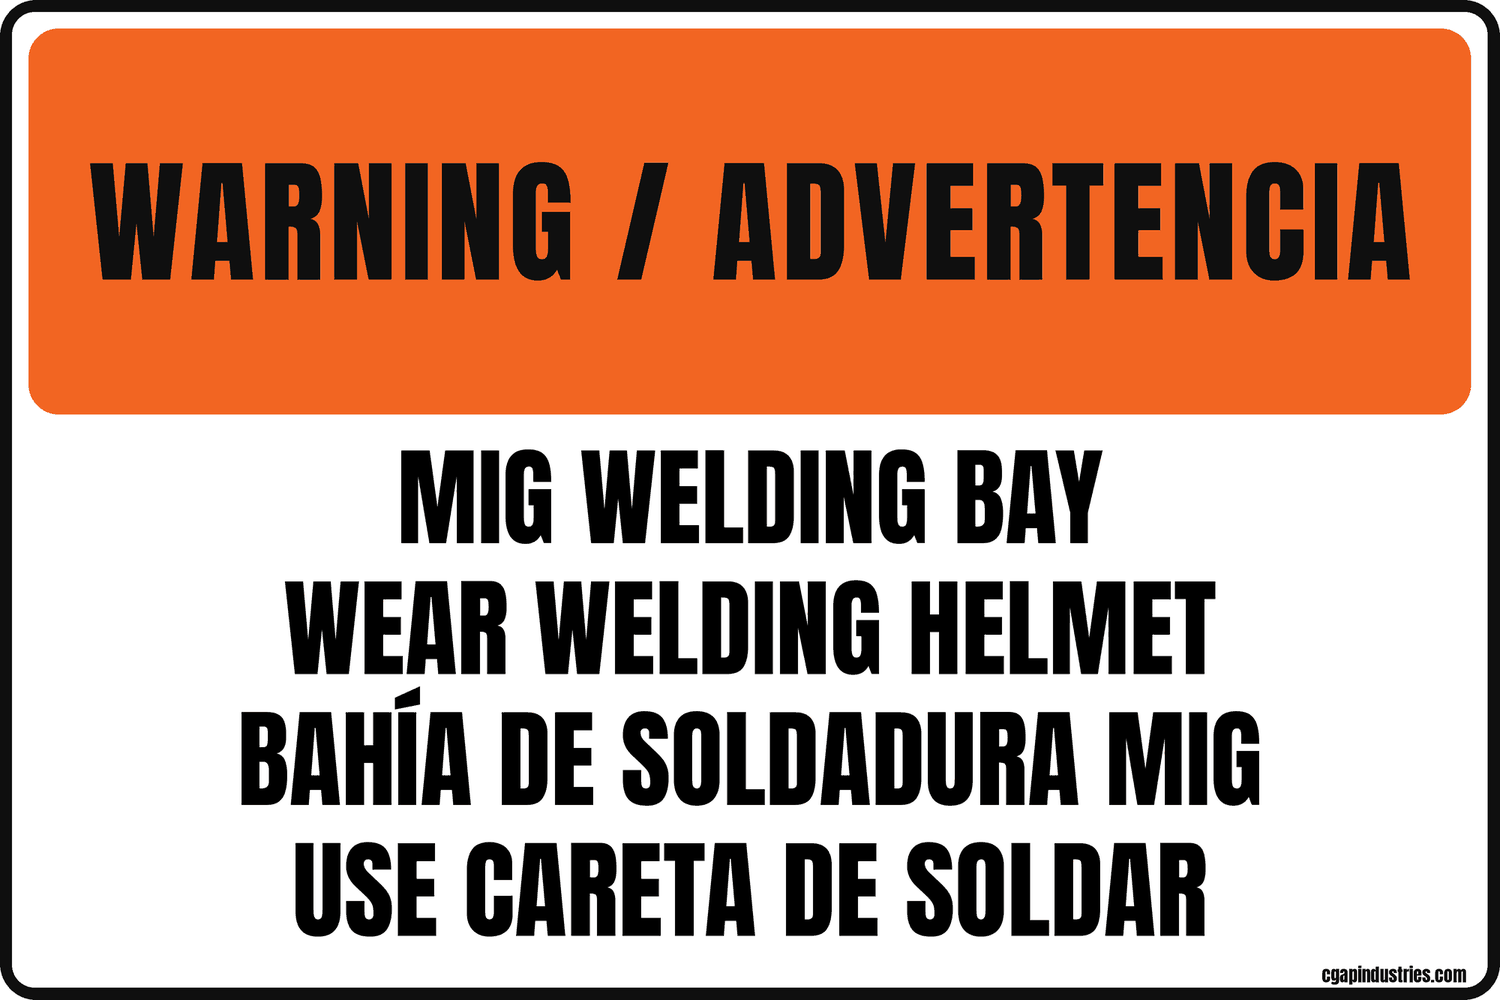 WARNING / ADVERTENCIA
MIG WELDING BAY
WEAR WELDING HELMET
BAHÍA DE SOLDADURA MIG
USE CARETA DE SOLDAR
cgapindustries.com